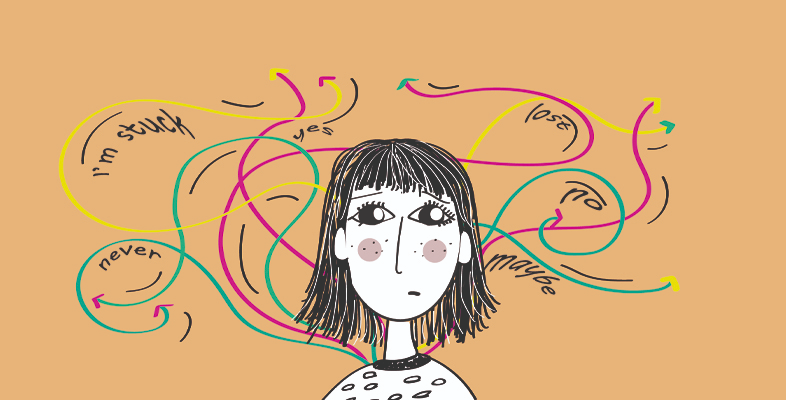 i'm stuck
yes
lost
no
never
maybe